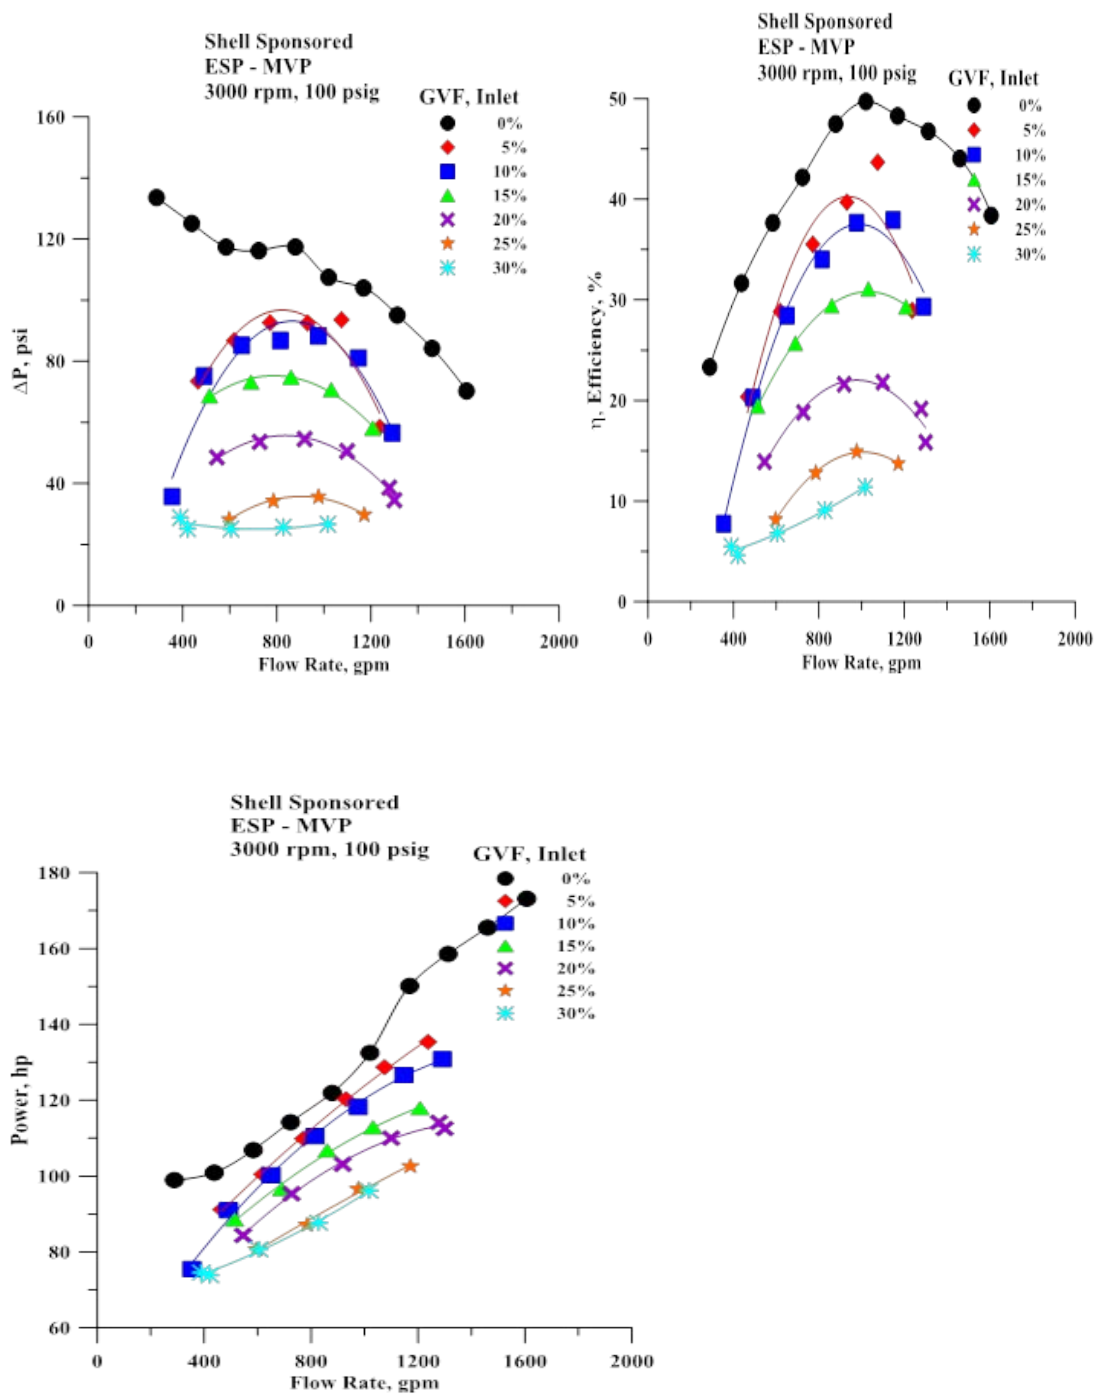 Shell Sponsored
ESP - MVP
3000 rpm, 100 psig
GVF, Inlet
0%
5%
10%
15%
20%
25%
30%
160
120
80
40
0
ΔP, psi
0 400 800 1200 1600 2000
Flow Rate, gpm
Shell Sponsored
ESP - MVP
3000 rpm, 100 psig
GVF, Inlet
0%
5%
10%
15%
20%
25%
30%
50
40
30
20
10
0
η. Efficiency, %
0 400 800 1200 1600 2000
Flow Rate, gpm
Shell Sponsored
ESP - MVP
3000 rpm, 100 psig
GVF, Inlet
0%
5%
10%
15%
20%
25%
30%
180
160
140
120
100
80
60
Power, hp
0 400 800 1200 1600 2000
Flow Rate, gpm